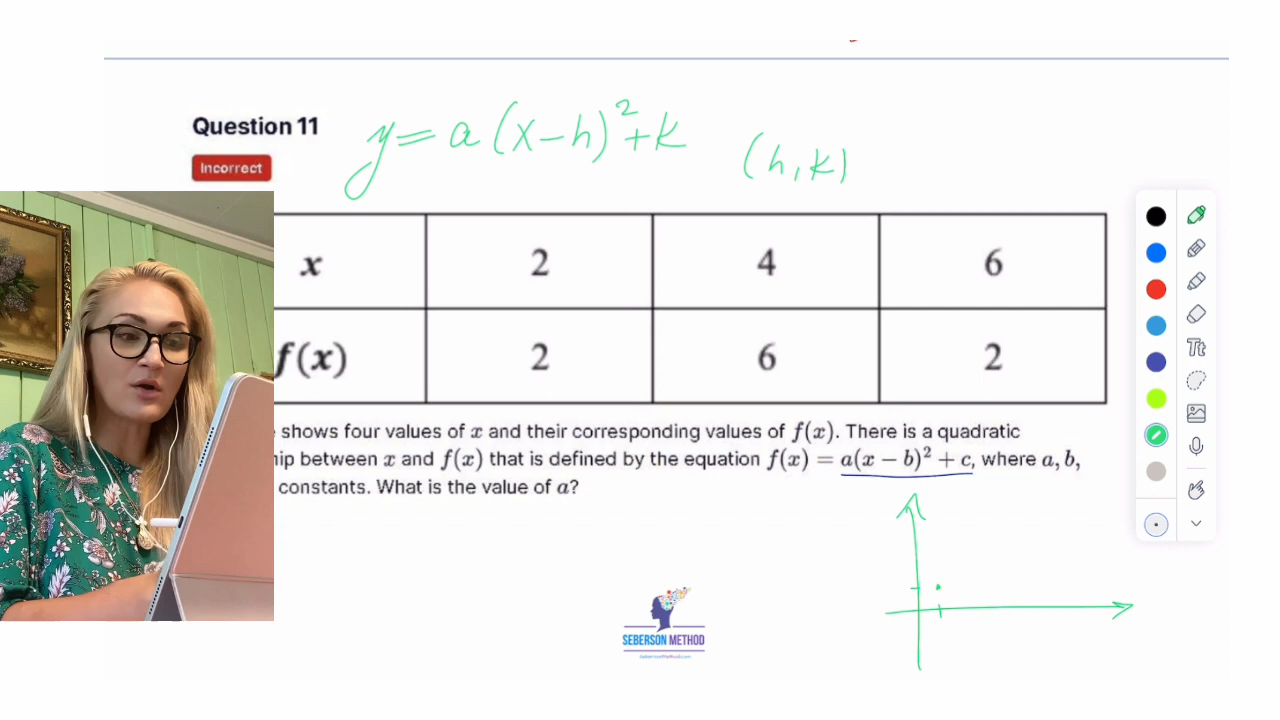 Question 11
y = a(x-h)² + k
(h, k)
Incorrect
x 2 4 6
f(x) 2 6 2
shows four values of x and their corresponding values of f(x). There is a quadratic
between x and f(x) that is defined by the equation f(x) = a(x − b)² + c, where a, b,
constants. What is the value of a?
Tt
SEBERSON METHOD